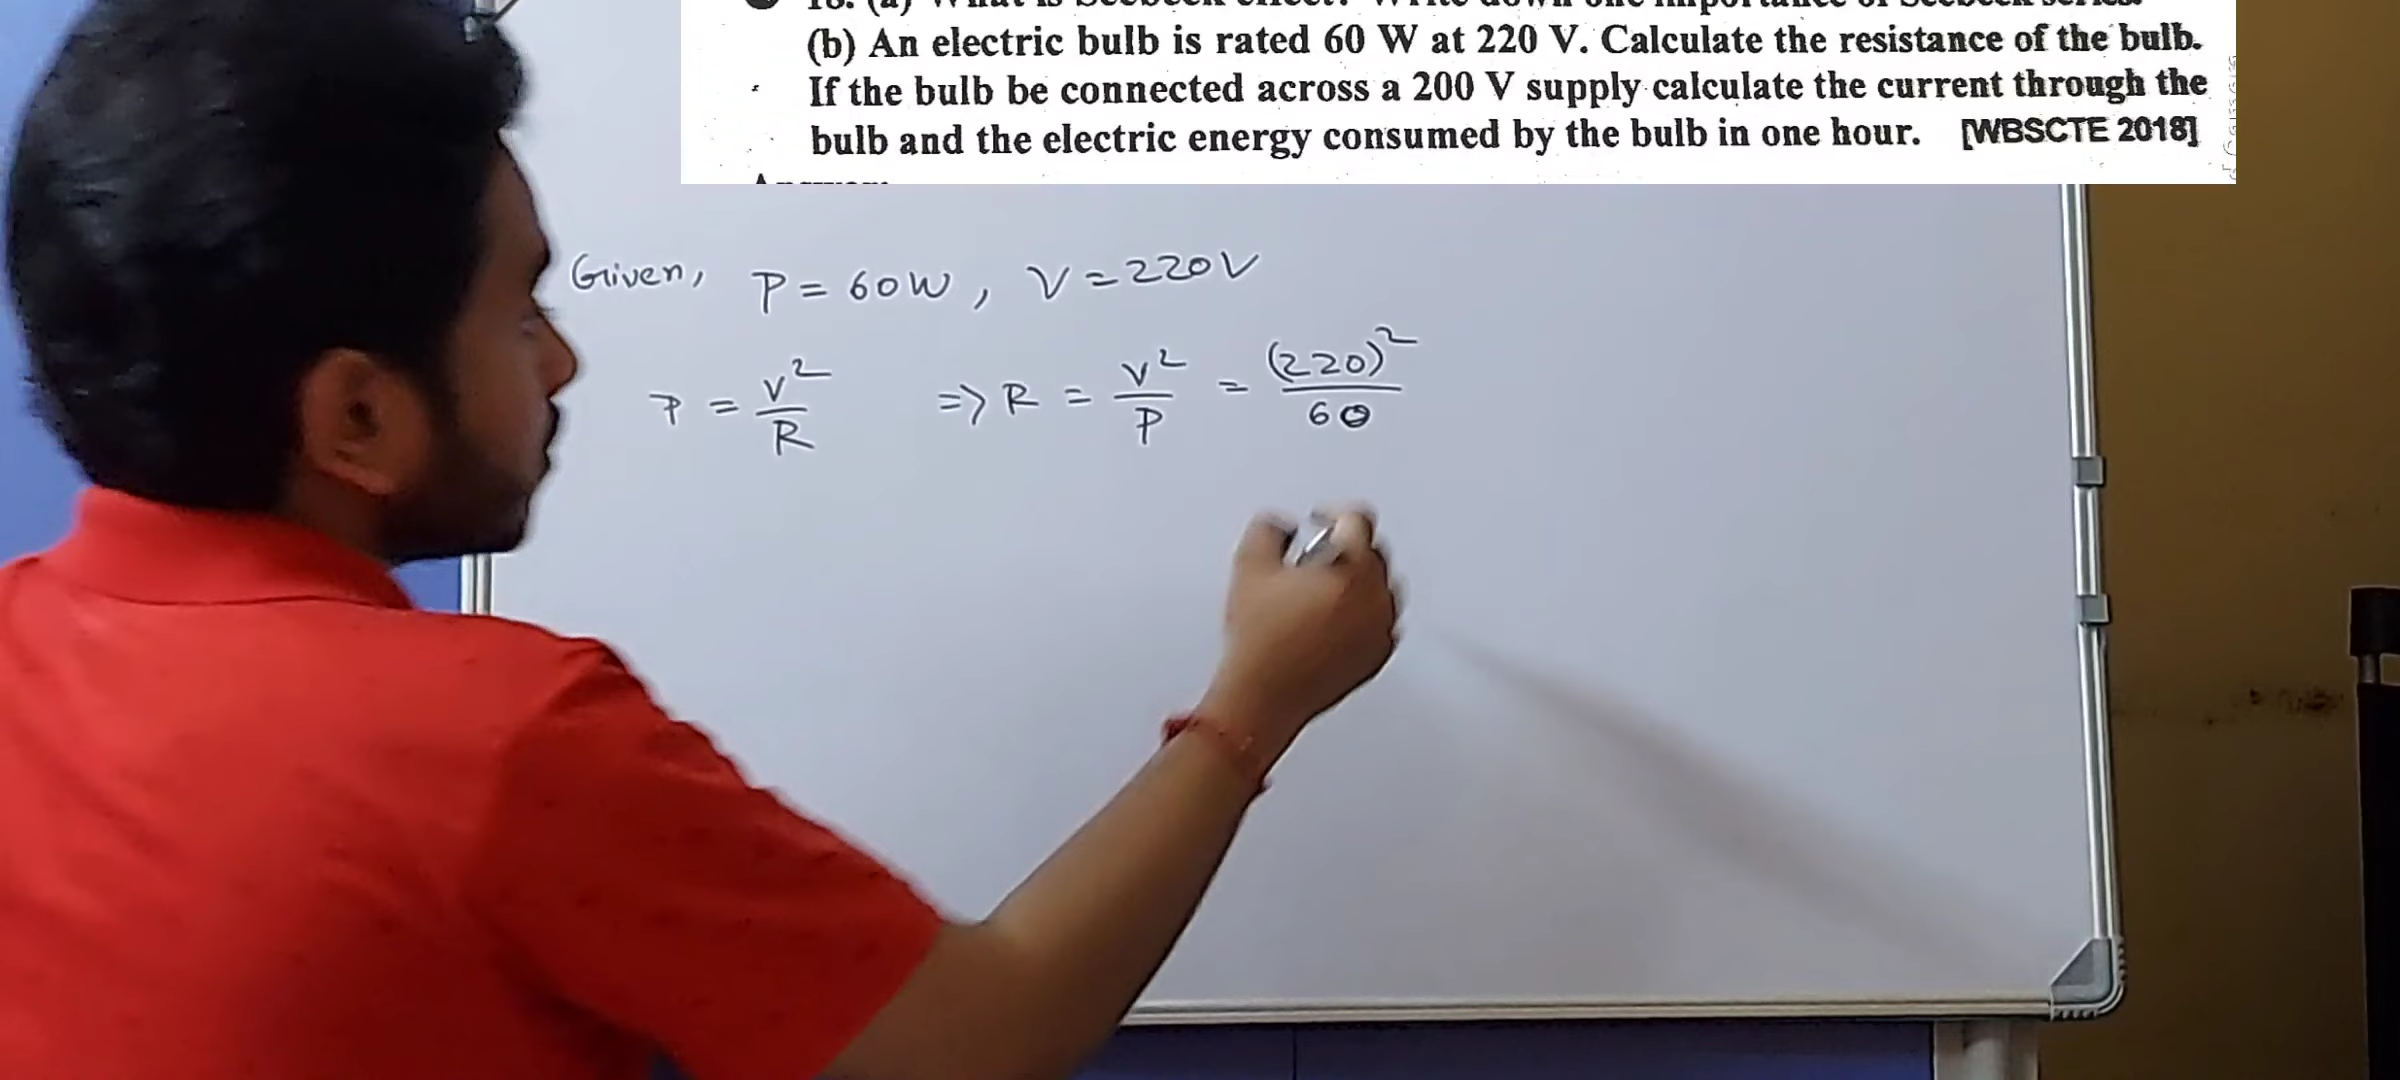 (b) An electric bulb is rated 60 W at 220 V. Calculate the resistance of the bulb.
If the bulb be connected across a 200 V supply calculate the current through the
bulb and the electric energy consumed by the bulb in one hour. [WBSCTE 2018]
Given, P = 60W, V = 220V
P = V²/R ⇒ R = V²/P = (220)²/60